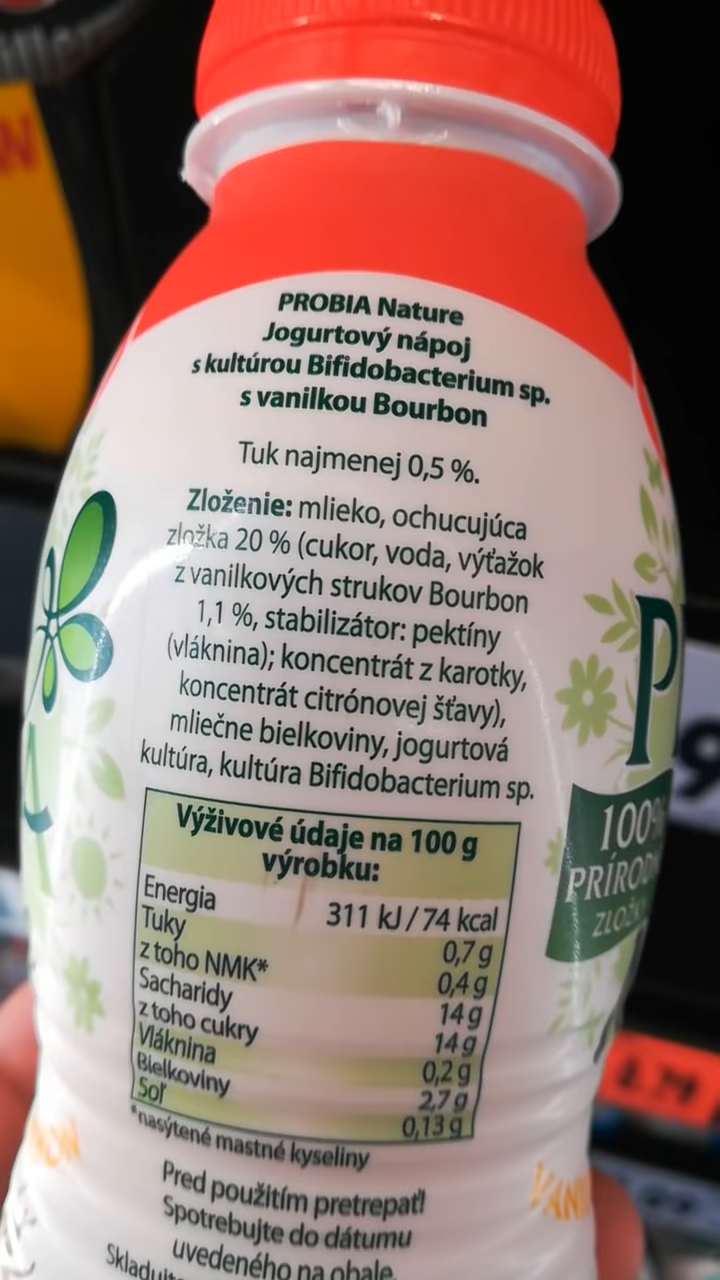 PROBIA Nature
Jogurtový nápoj
s kultúrou Bifidobacterium sp.
s vanilkou Bourbon
Tuk najmenej 0,5 %.
Zloženie: mlieko, ochucujúca
zložka 20 % (cukor, voda, výťažok
z vanilkových strukov Bourbon
1,1 %, stabilizátor: pektíny
(vláknina); koncentrát z karotky,
koncentrát citrónovej šťavy),
mliečne bielkoviny, jogurtová
kultúra, kultúra Bifidobacterium sp.
Výživové údaje na 100 g
výrobku:
Energia 311 kJ / 74 kcal
Tuky 0,7 g
z toho NMK* 0,4 g
Sacharidy 14 g
z toho cukry 14 g
Vláknina 0,2 g
Bielkoviny 2,7 g
Soľ 0,13 g
*nasýtené mastné kyseliny
Pred použitím pretrepať!
Spotrebujte do dátumu
uvedeného na obale.
100%